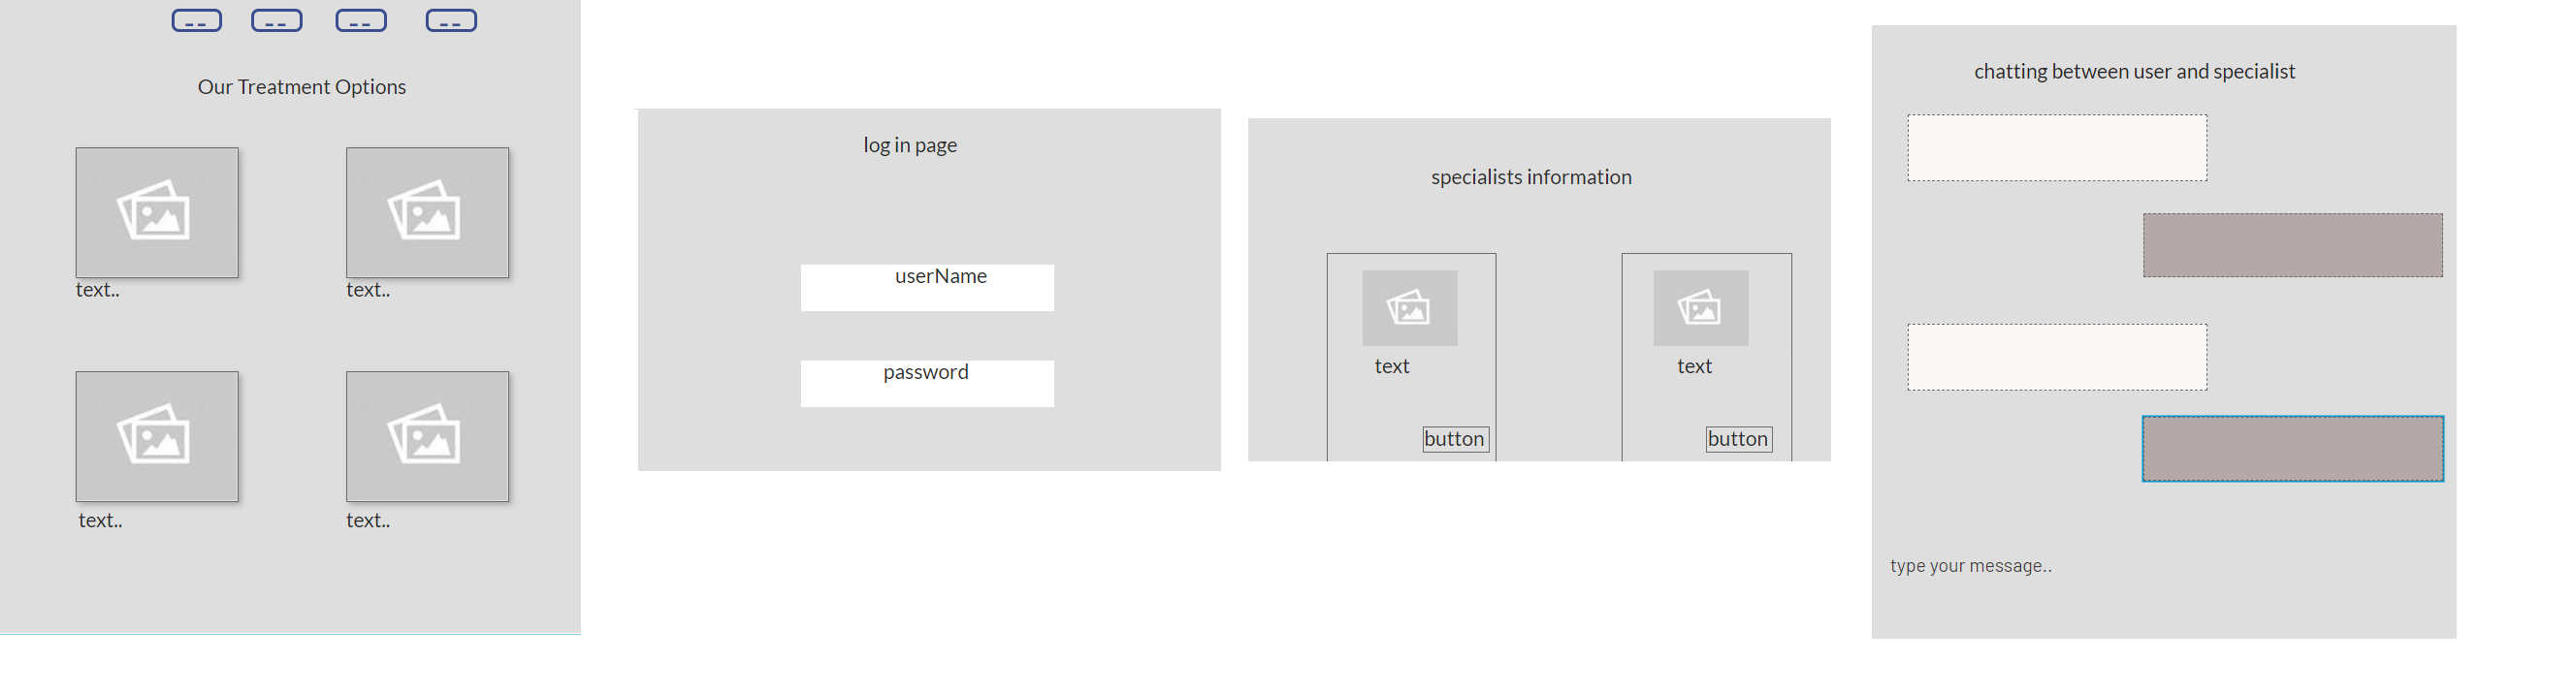 Our Treatment Options
text..
text..
text..
text..
log in page
userName
password
specialists information
text
text
button
button
chatting between user and specialist
type your message..